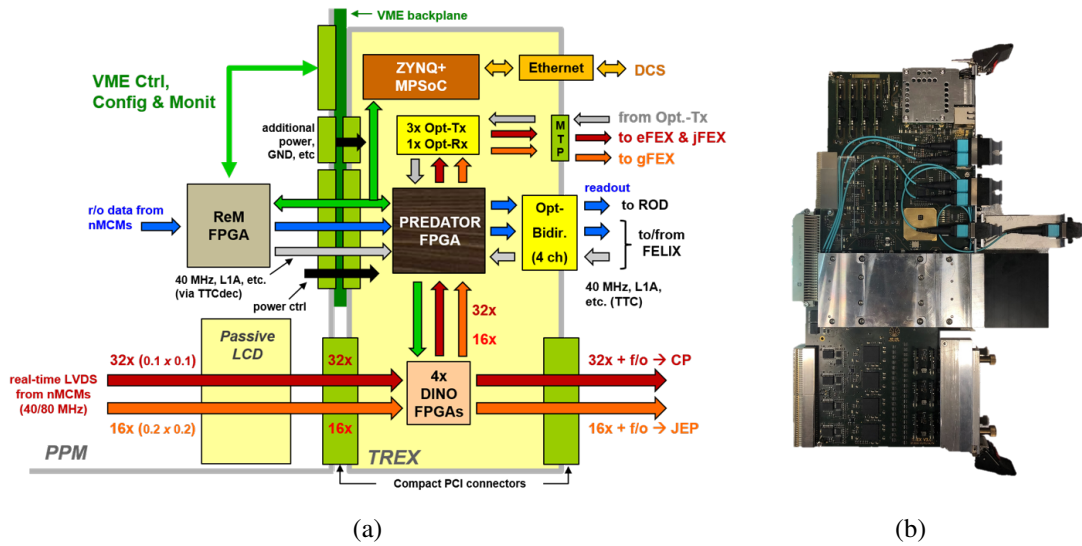 VME backplane
ZYNQ+
MPSoC
Ethernet
DCS
VME Ctrl,
Config & Monit
additional
power,
GND, etc
3x Opt-Tx
1x Opt-Rx
M
T
P
from Opt.-Tx
to eFEX & jFEX
to gFEX
r/o data from
nMCMs
ReM
FPGA
PREDATOR
FPGA
Opt-
Bidir.
(4 ch)
readout
to ROD
to/from
FELIX
40 MHz, L1A, etc.
(via TTCdec)
power ctrl
40 MHz, L1A,
etc. (TTC)
32x
16x
Passive
LCD
32x (0.1 x 0.1)
32x
32x + f/o → CP
real-time LVDS
from nMCMs
(40/80 MHz)
4x
DINO
FPGAs
16x (0.2 x 0.2)
16x
16x + f/o → JEP
PPM
TREX
Compact PCI connectors
(a)
(b)